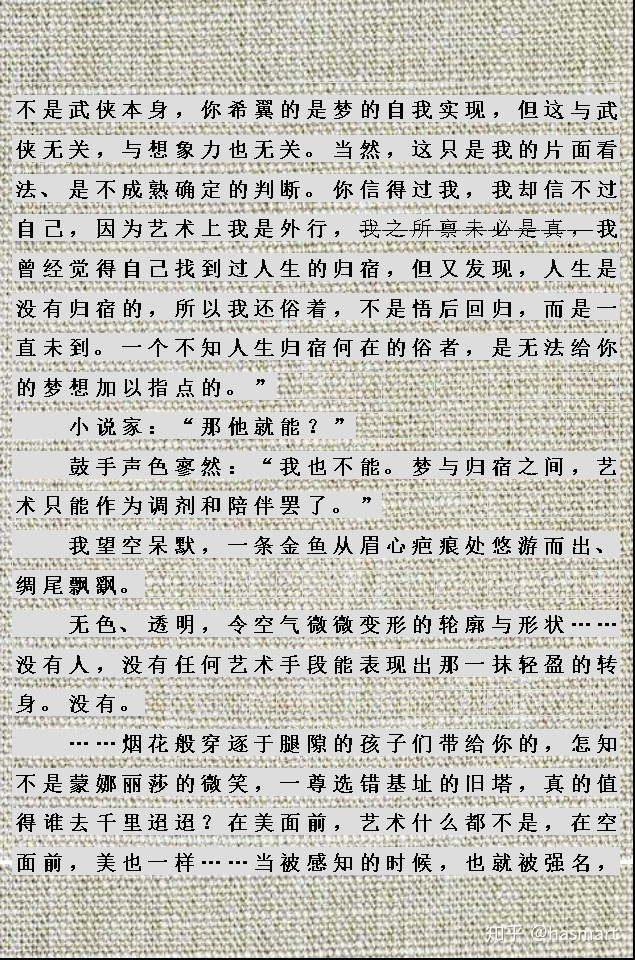 不是武侠本身，你希翼的是梦的自我实现，但这与武
侠无关，与想象力也无关。当然，这只是我的片面看
法、是不成熟确定的判断。你信得过我，我却信不过
自己，因为艺术上我是外行，我之所禀未必是真，我
曾经觉得自己找到过人生的归宿，但又发现，人生是
没有归宿的，所以我还俗着，不是悟后回归，而是一
直未到。一个不知人生归宿何在的俗者，是无法给你
的梦想加以指点的。”
小说家：“那他就能？”
鼓手声色寥然：“我也不能。梦与归宿之间，艺
术只能作为调剂和陪伴罢了。”
我望空呆默，一条金鱼从眉心疤痕处悠游而出、
绸尾飘飖。
无色、透明，令空气微微变形的轮廓与形状……
没有人，没有任何艺术手段能表现出那一抹轻盈的转
身。没有。
……烟花般穿逐于腿隙的孩子们带给你的，怎知
不是蒙娜丽莎的微笑，一尊选错基址的旧塔，真的值
得谁去千里迢迢？在美面前，艺术什么都不是，在空
面前，美也一样……当被感知的时候，也就被强名，
知乎 @hasmart